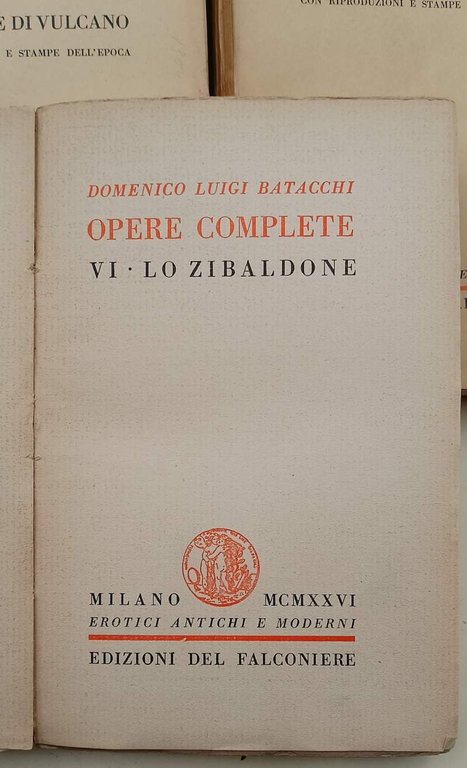 E DI VULCANO
E STAMPE DELL'EPOCA
CON RIPRODUZIONI E STAMPE
DOMENICO LUIGI BATACCHI
OPERE COMPLETE
VI · LO ZIBALDONE
MILANO MCMXXVI
EROTICI ANTICHI E MODERNI
EDIZIONI DEL FALCONIERE